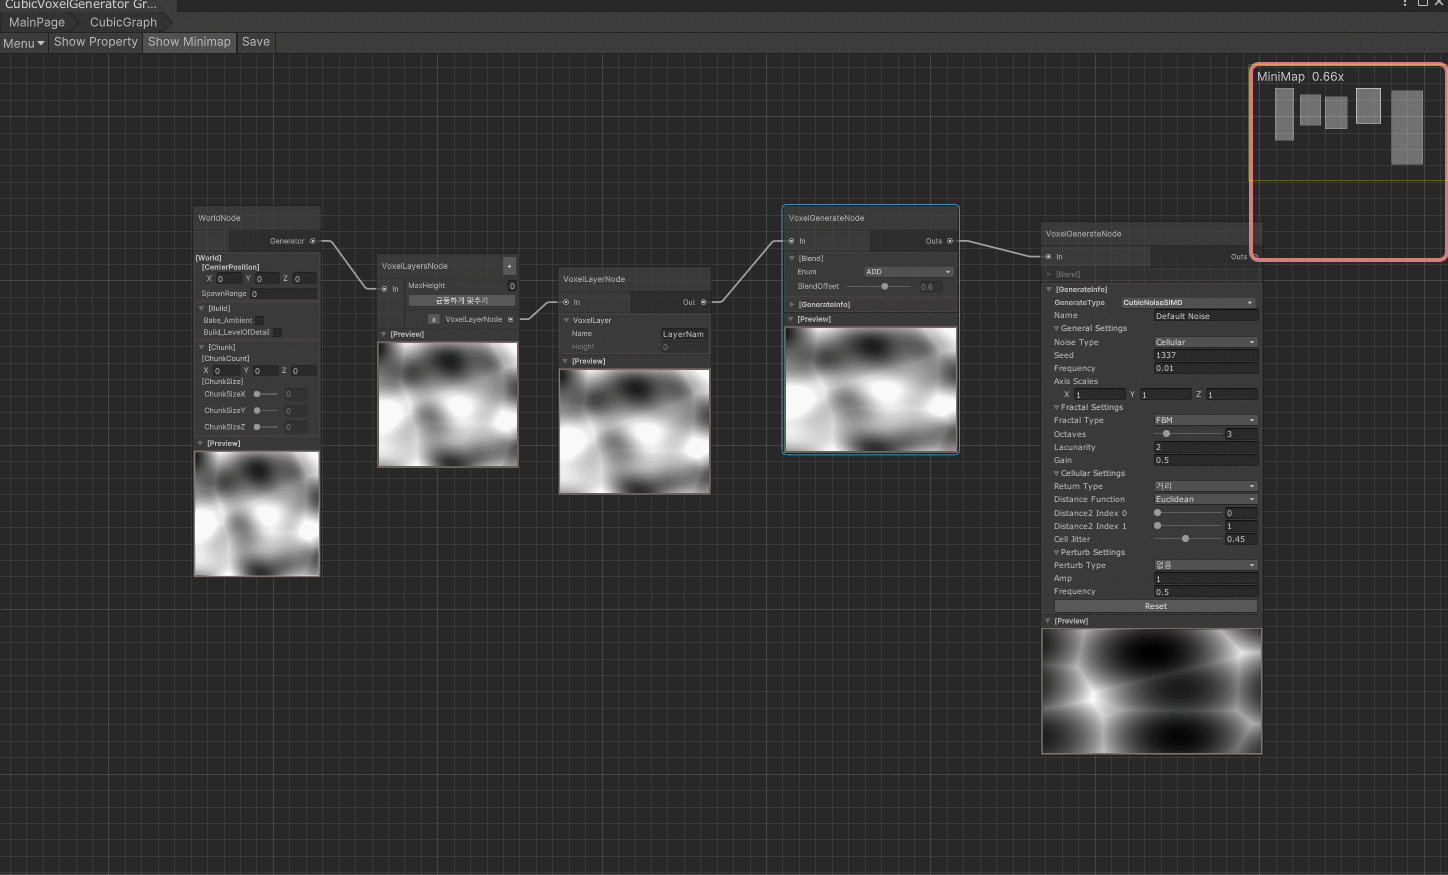 CubicVoxelGenerator Gr...
MainPage CubicGraph
Menu Show Property Show Minimap Save
MiniMap 0.66x
WorldNode
Generator
[World]
[CenterPosition]
X 0 Y 0 Z 0
SpawnRange 0
[Build]
Bake_Ambient
Build_LevelOfDetail
[Chunk]
[ChunkCount]
X 0 Y 0 Z 0
[ChunkSize]
ChunkSizeX 0
ChunkSizeY 0
ChunkSizeZ 0
[Preview]
VoxelLayersNode +
In MaxHeight 0
균등하게 맞추기
x VoxelLayerNode
[Preview]
VoxelLayerNode
In Out
VoxelLayer
Name LayerNam
Height 0
[Preview]
VoxelGenerateNode
In Outs
[Blend]
Enum ADD
BlendOffset 0.6
[GenerateInfo]
[Preview]
VoxelGenerateNode
In Outs
[Blend]
[GenerateInfo]
GenerateType CubicNoiseSIMD
Name Default Noise
General Settings
Noise Type Cellular
Seed 1337
Frequency 0.01
Axis Scales
X 1 Y 1 Z 1
Fractal Settings
Fractal Type FBM
Octaves 3
Lacunarity 2
Gain 0.5
Cellular Settings
Return Type 거리
Distance Function Euclidean
Distance2 Index 0 0
Distance2 Index 1 1
Cell Jitter 0.45
Perturb Settings
Perturb Type 없음
Amp 1
Frequency 0.5
Reset
[Preview]